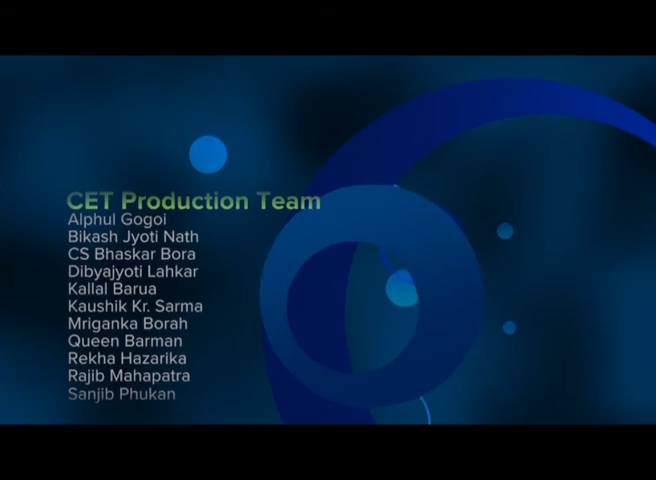 CET Production Team
Alphul Gogoi
Bikash Jyoti Nath
CS Bhaskar Bora
Dibyajyoti Lahkar
Kallal Barua
Kaushik Kr. Sarma
Mriganka Borah
Queen Barman
Rekha Hazarika
Rajib Mahapatra
Sanjib Phukan